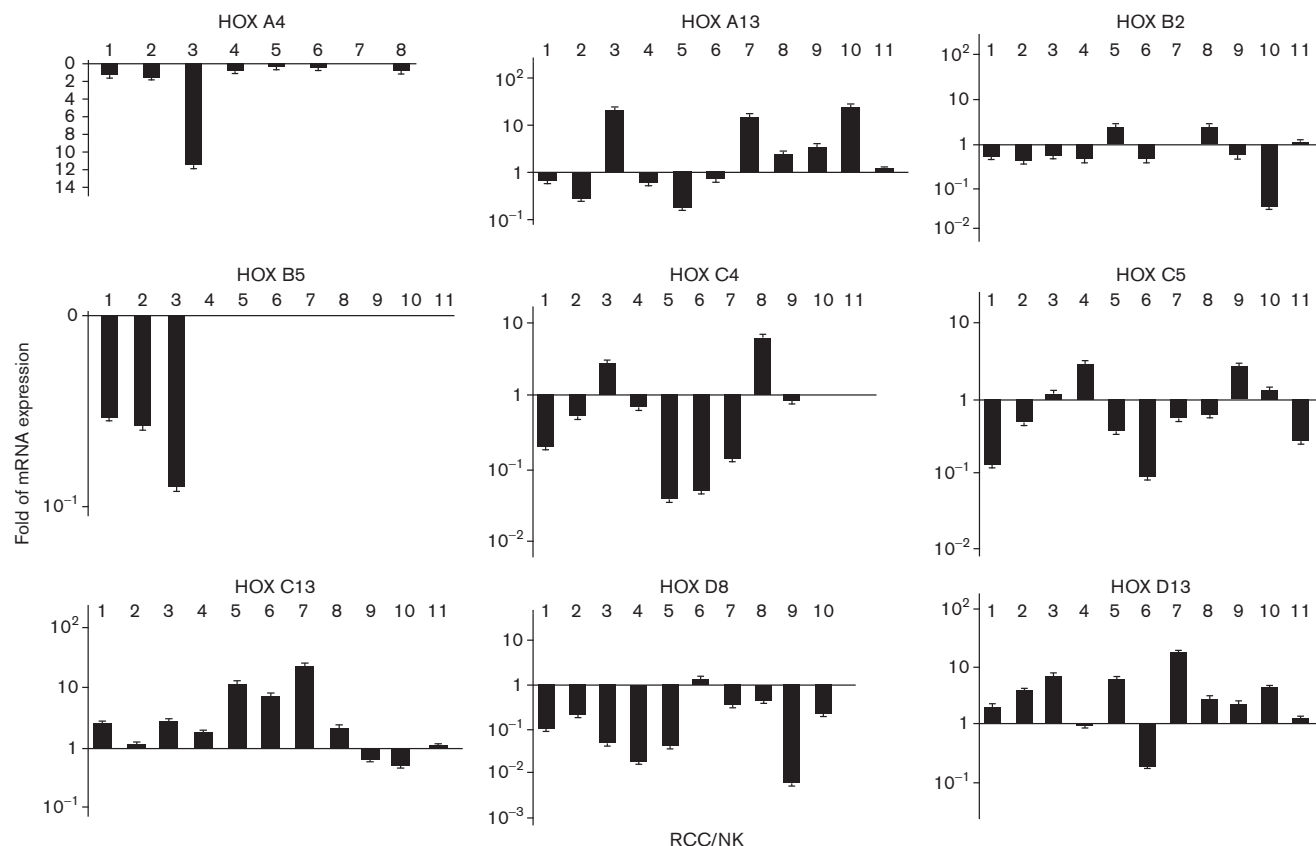 HOX A4
1 2 3 4 5 6 7 8
0
2
4
6
8
10
12
14
HOX A13
1 2 3 4 5 6 7 8 9 10 11
10²
10
1
10⁻¹
HOX B2
1 2 3 4 5 6 7 8 9 10 11
10²
10
1
10⁻¹
10⁻²
Fold of mRNA expression
HOX B5
1 2 3 4 5 6 7 8 9 10 11
0
10⁻¹
HOX C4
1 2 3 4 5 6 7 8 9 10 11
10
1
10⁻¹
10⁻²
HOX C5
1 2 3 4 5 6 7 8 9 10 11
10
1
10⁻¹
10⁻²
HOX C13
1 2 3 4 5 6 7 8 9 10 11
10²
10
1
10⁻¹
HOX D8
1 2 3 4 5 6 7 8 9 10
10
1
10⁻¹
10⁻²
10⁻³
HOX D13
1 2 3 4 5 6 7 8 9 10 11
10²
10
1
10⁻¹
RCC/NK